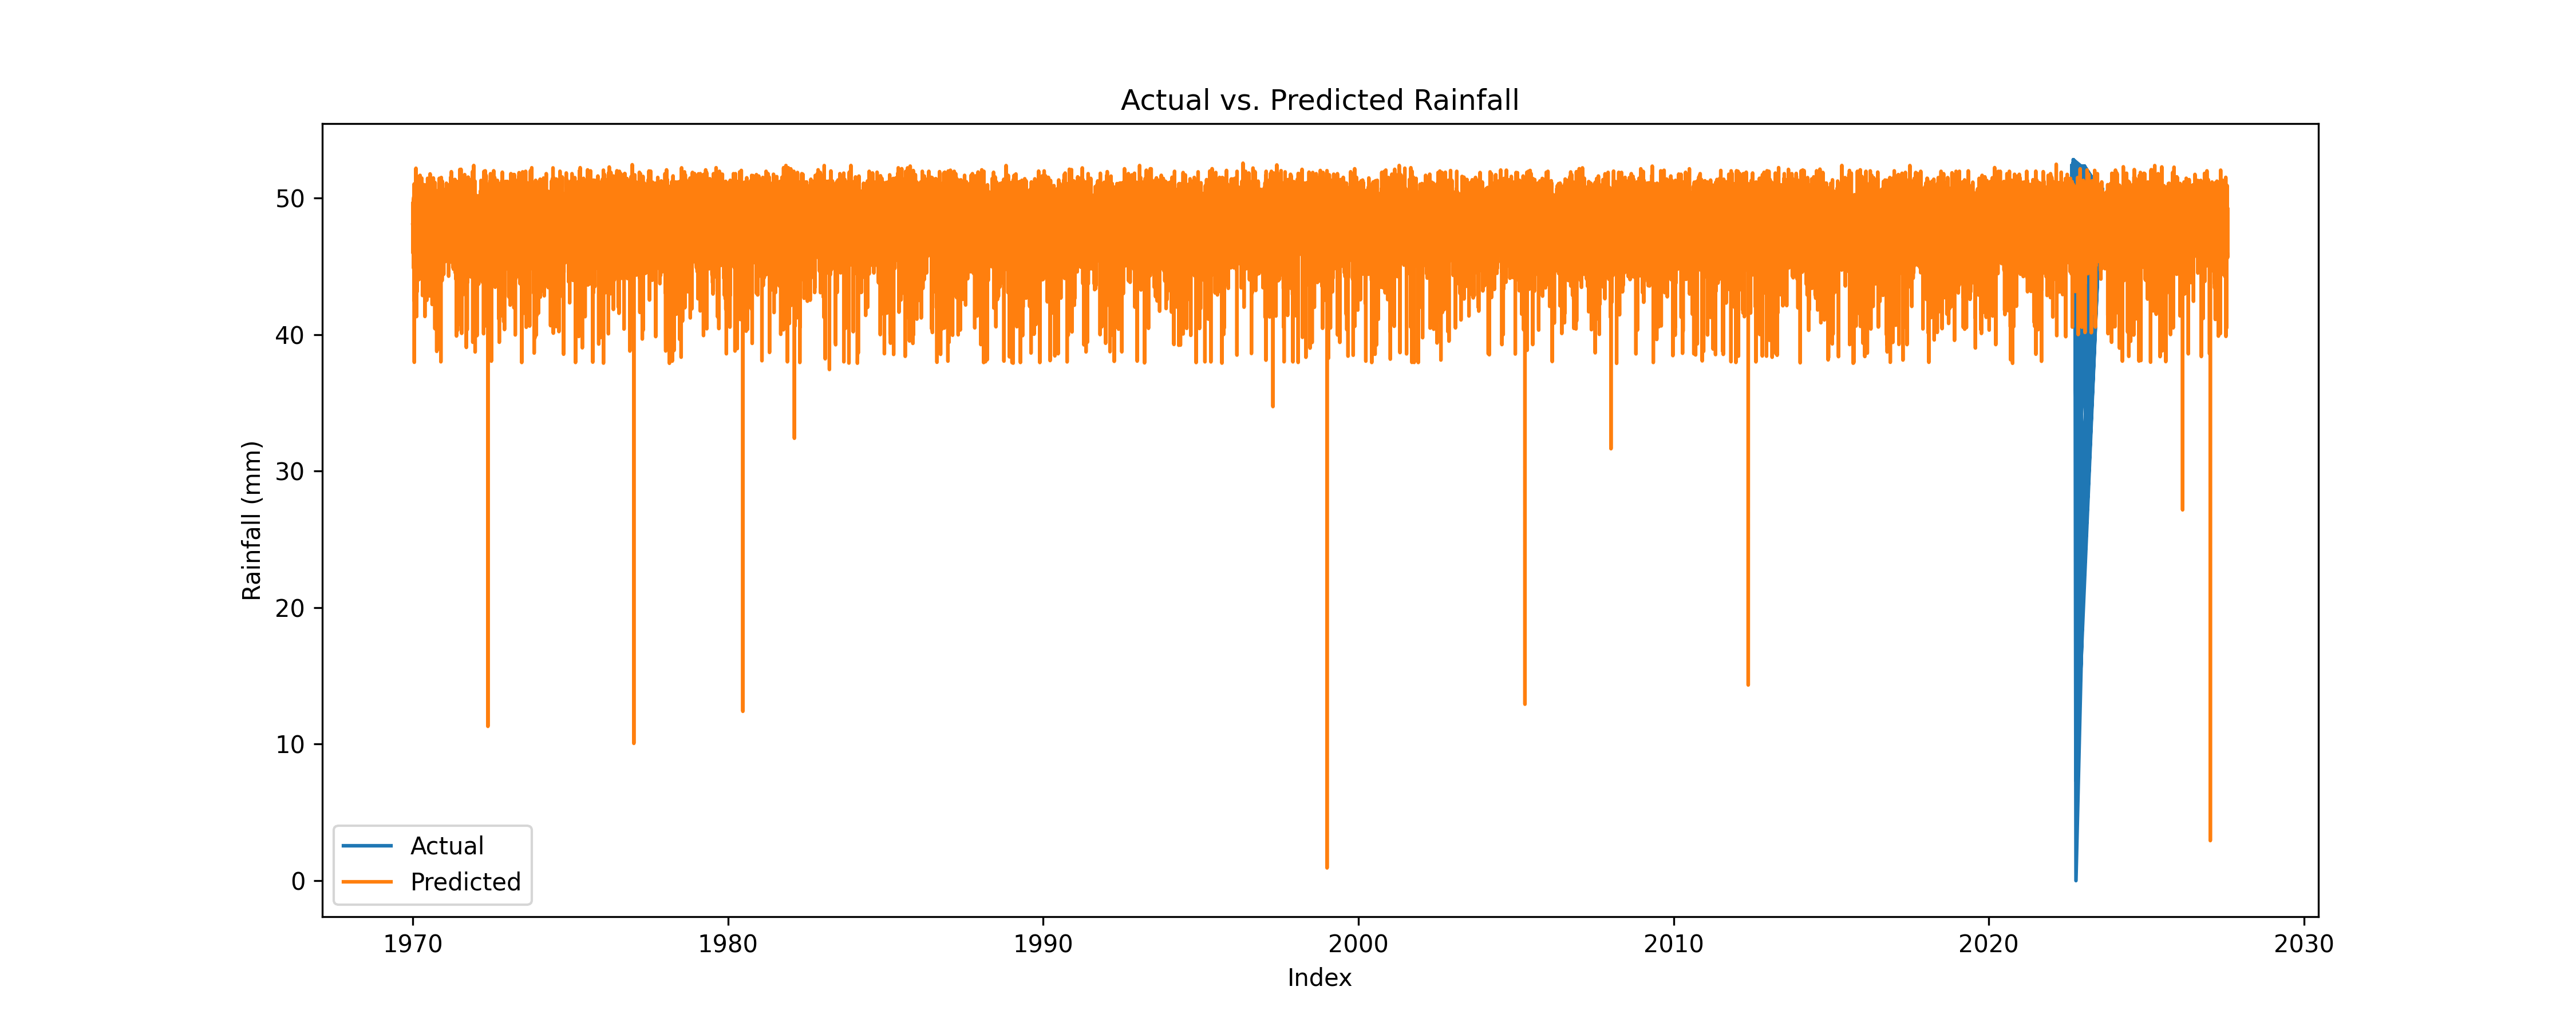 Actual vs. Predicted Rainfall
Rainfall (mm)
50
40
30
20
10
0
Actual
Predicted
1970 1980 1990 2000 2010 2020 2030
Index